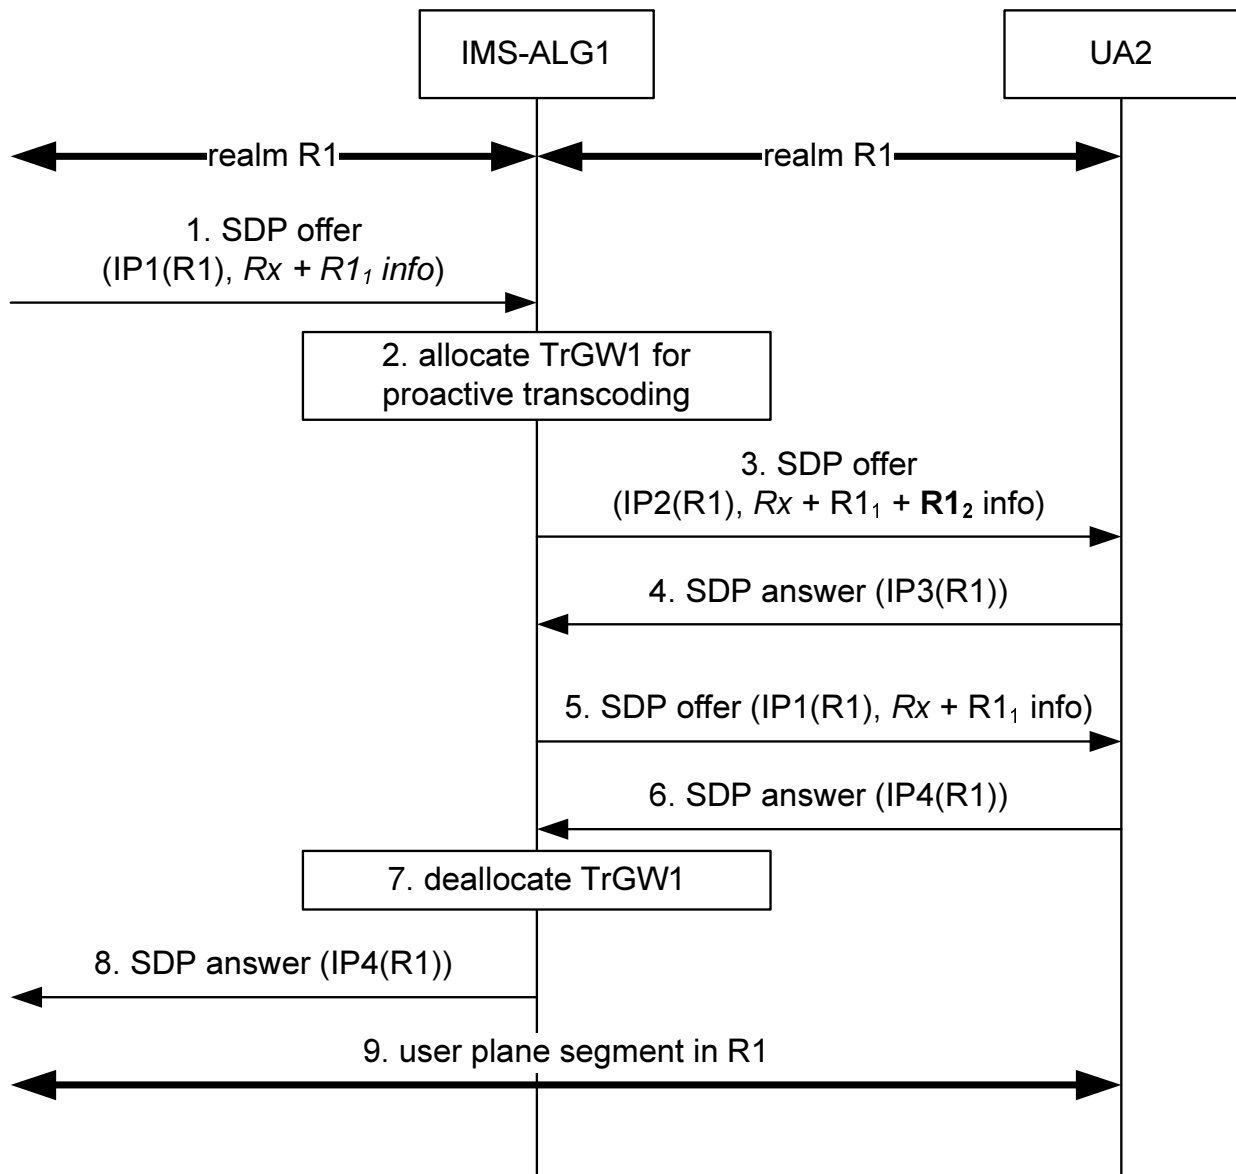 IMS-ALG1
UA2
realm R1
realm R1
1. SDP offer
(IP1(R1), Rx + R1₁ info)
2. allocate TrGW1 for
proactive transcoding
3. SDP offer
(IP2(R1), Rx + R1₁ + R1₂ info)
4. SDP answer (IP3(R1))
5. SDP offer (IP1(R1), Rx + R1₁ info)
6. SDP answer (IP4(R1))
7. deallocate TrGW1
8. SDP answer (IP4(R1))
9. user plane segment in R1